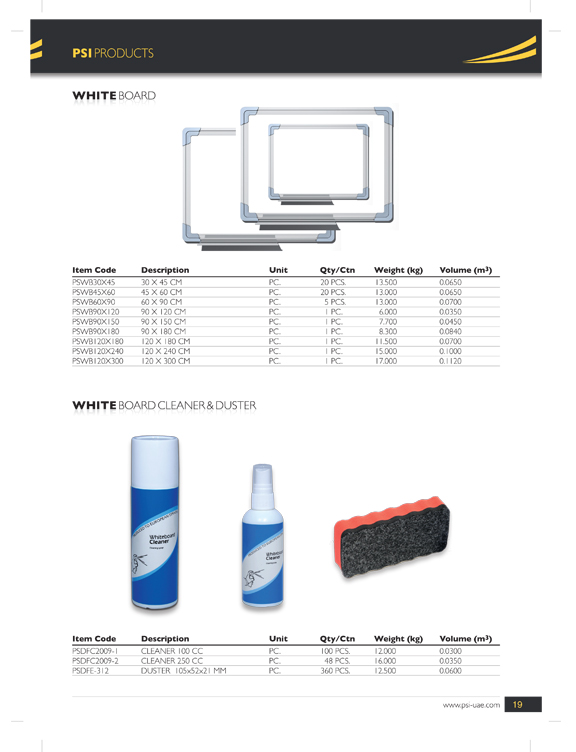 PSI PRODUCTS
WHITE BOARD
Item Code Description Unit Qty/Ctn Weight (kg) Volume (m³)
PSWB30X45 30 X 45 CM PC. 20 PCS. 13.500 0.0650
PSWB45X60 45 X 60 CM PC. 20 PCS. 13.000 0.0650
PSWB60X90 60 X 90 CM PC. 5 PCS. 13.000 0.0700
PSWB90X120 90 X 120 CM PC. 1 PC. 6.000 0.0350
PSWB90X150 90 X 150 CM PC. 1 PC. 7.700 0.0450
PSWB90X180 90 X 180 CM PC. 1 PC. 8.300 0.0840
PSWB120X180 120 X 180 CM PC. 1 PC. 11.500 0.0700
PSWB120X240 120 X 240 CM PC. 1 PC. 15.000 0.1000
PSWB120X300 120 X 300 CM PC. 1 PC. 17.000 0.1120
WHITE BOARD CLEANER & DUSTER
Whiteboard
Cleaner
Whiteboard
Cleaner
Item Code Description Unit Qty/Ctn Weight (kg) Volume (m³)
PSDFC2009-1 CLEANER 100 CC PC. 100 PCS. 12.000 0.0300
PSDFC2009-2 CLEANER 250 CC PC. 48 PCS. 16.000 0.0350
PSDFE-312 DUSTER 105x52x21 MM PC. 360 PCS. 12.500 0.0600
www.psi-uae.com 19